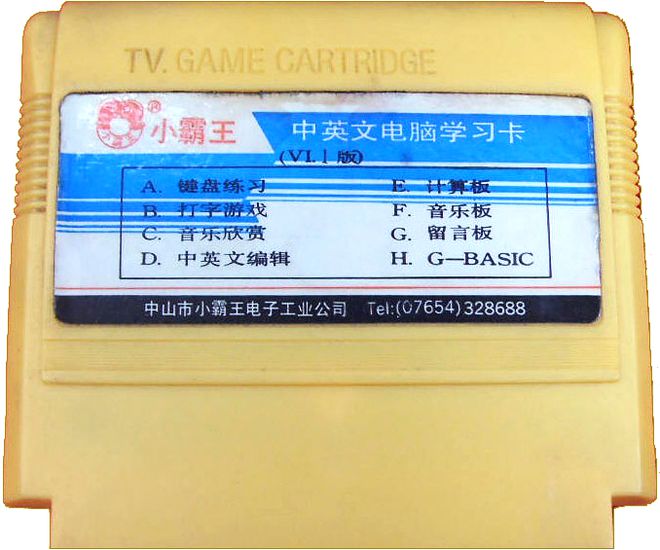 TV. GAME CARTRIDGE
® 小霸王 中英文电脑学习卡
(V1.1版)
A. 键盘练习 E. 计算板
B. 打字游戏 F. 音乐板
C. 音乐欣赏 G. 留言板
D. 中英文编辑 H. G—BASIC
中山市小霸王电子工业公司 Tel:(07654)328688